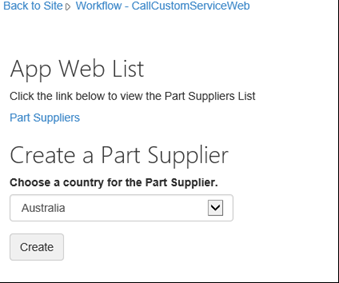 Back to Site ▷ Workflow - CallCustomServiceWeb
App Web List
Click the link below to view the Part Suppliers List
Part Suppliers
Create a Part Supplier
Choose a country for the Part Supplier.
Australia
Create